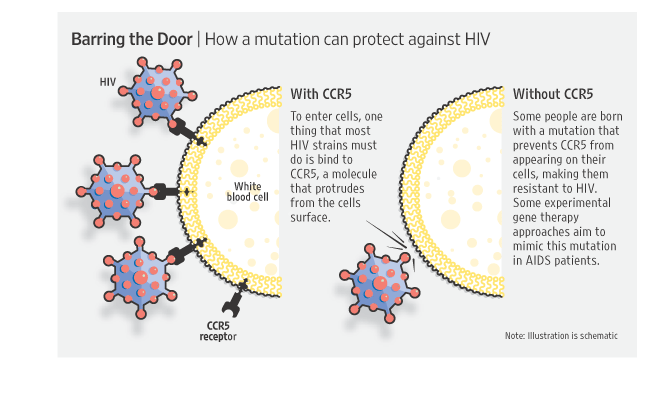 Barring the Door | How a mutation can protect against HIV
HIV
With CCR5
To enter cells, one
thing that most
HIV strains must
do is bind to
CCR5, a molecule
that protrudes
from the cells
surface.
White
blood cell
CCR5
receptor
Without CCR5
Some people are born
with a mutation that
prevents CCR5 from
appearing on their
cells, making them
resistant to HIV.
Some experimental
gene therapy
approaches aim to
mimic this mutation
in AIDS patients.
Note: Illustration is schematic